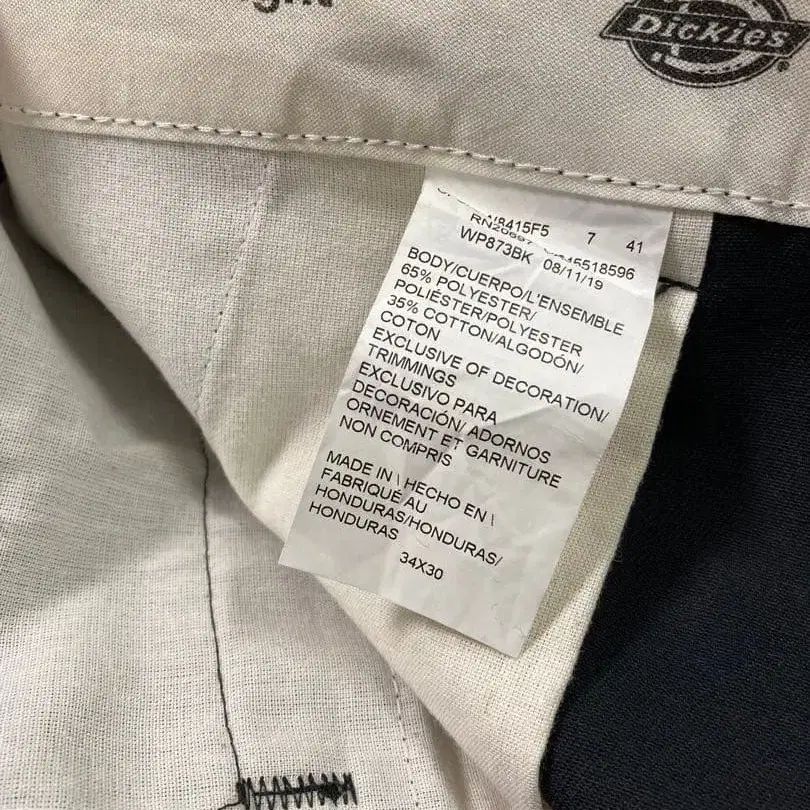 Dickies
7 41
WP873BK 08/11/19
BODY/CUERPO/L'ENSEMBLE
65% POLYESTER/
POLIÉSTER/POLYESTER
35% COTTON/ALGODÓN/
COTON
EXCLUSIVE OF DECORATION/
TRIMMINGS
EXCLUSIVO PARA
DECORACIÓN/ ADORNOS
ORNEMENT ET GARNITURE
NON COMPRIS
MADE IN \ HECHO EN \
FABRIQUÉ AU
HONDURAS/HONDURAS/
HONDURAS
34X30